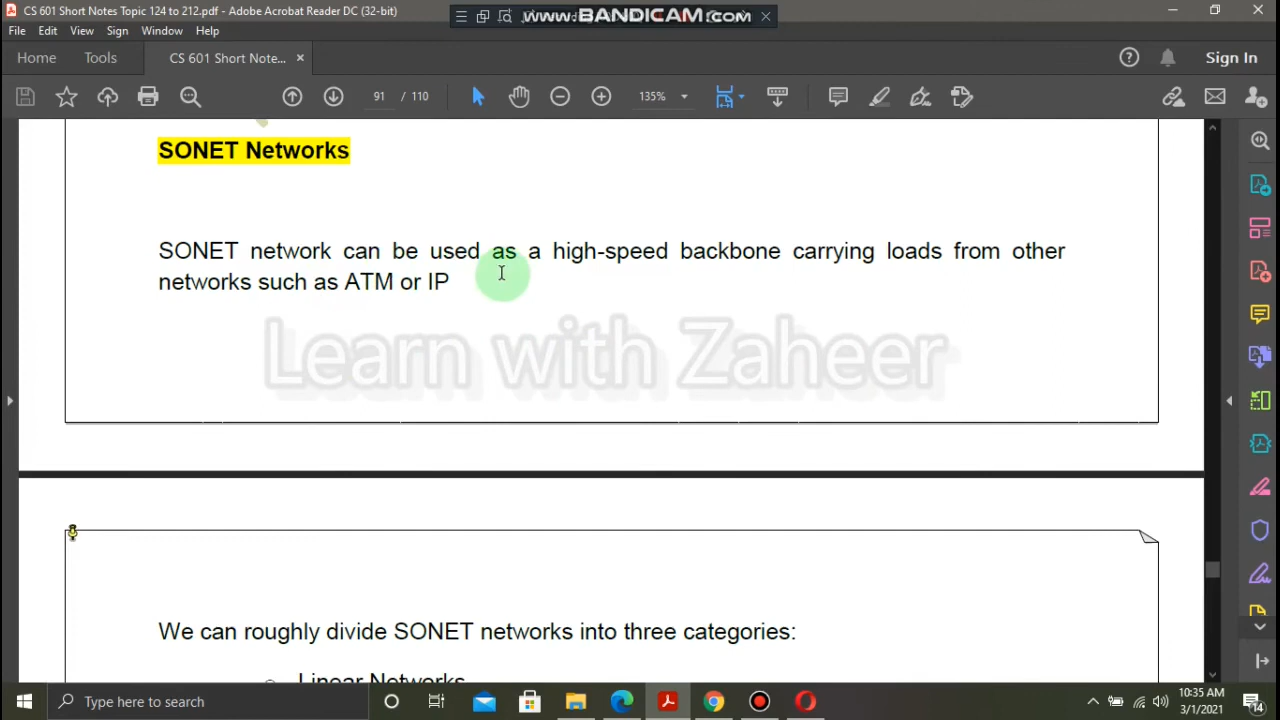 CS 601 Short Notes Topic 124 to 212.pdf - Adobe Acrobat Reader DC (32-bit)
www.BANDICAM.com
File Edit View Sign Window Help
Home Tools CS 601 Short Note... × Sign In
91 / 110 135%
SONET Networks
SONET network can be used as a high-speed backbone carrying loads from other
networks such as ATM or IP
Learn with Zaheer
We can roughly divide SONET networks into three categories:
Linear Networks
Type here to search
10:35 AM
3/1/2021
14